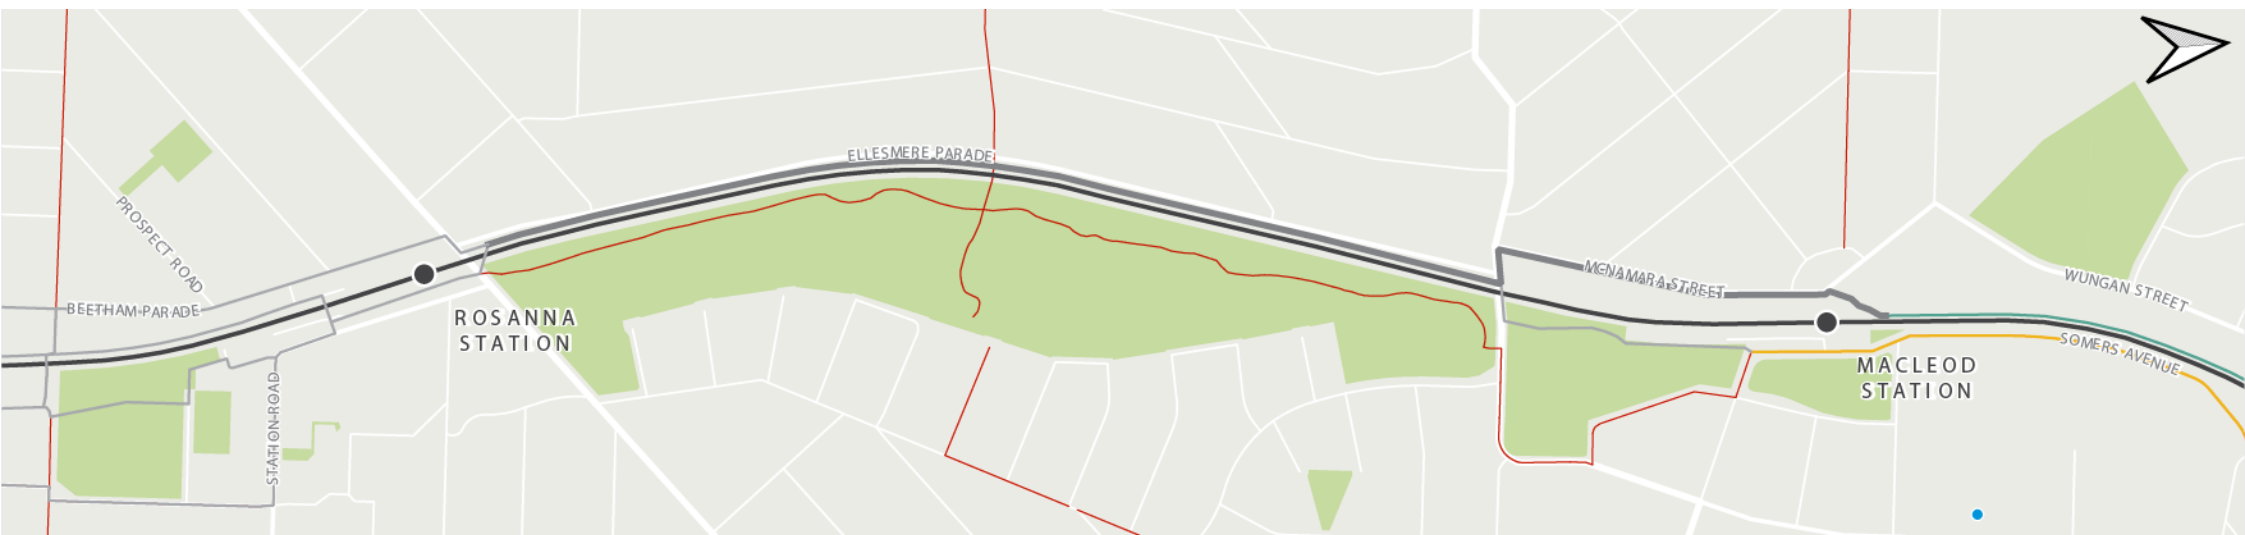 ELLESMERE PARADE
PROSPECT ROAD
BEETHAM PARADE
ROSANNA
STATION
STATION ROAD
MCNAMARA STREET
WUNGAN STREET
SOMERS AVENUE
MACLEOD
STATION